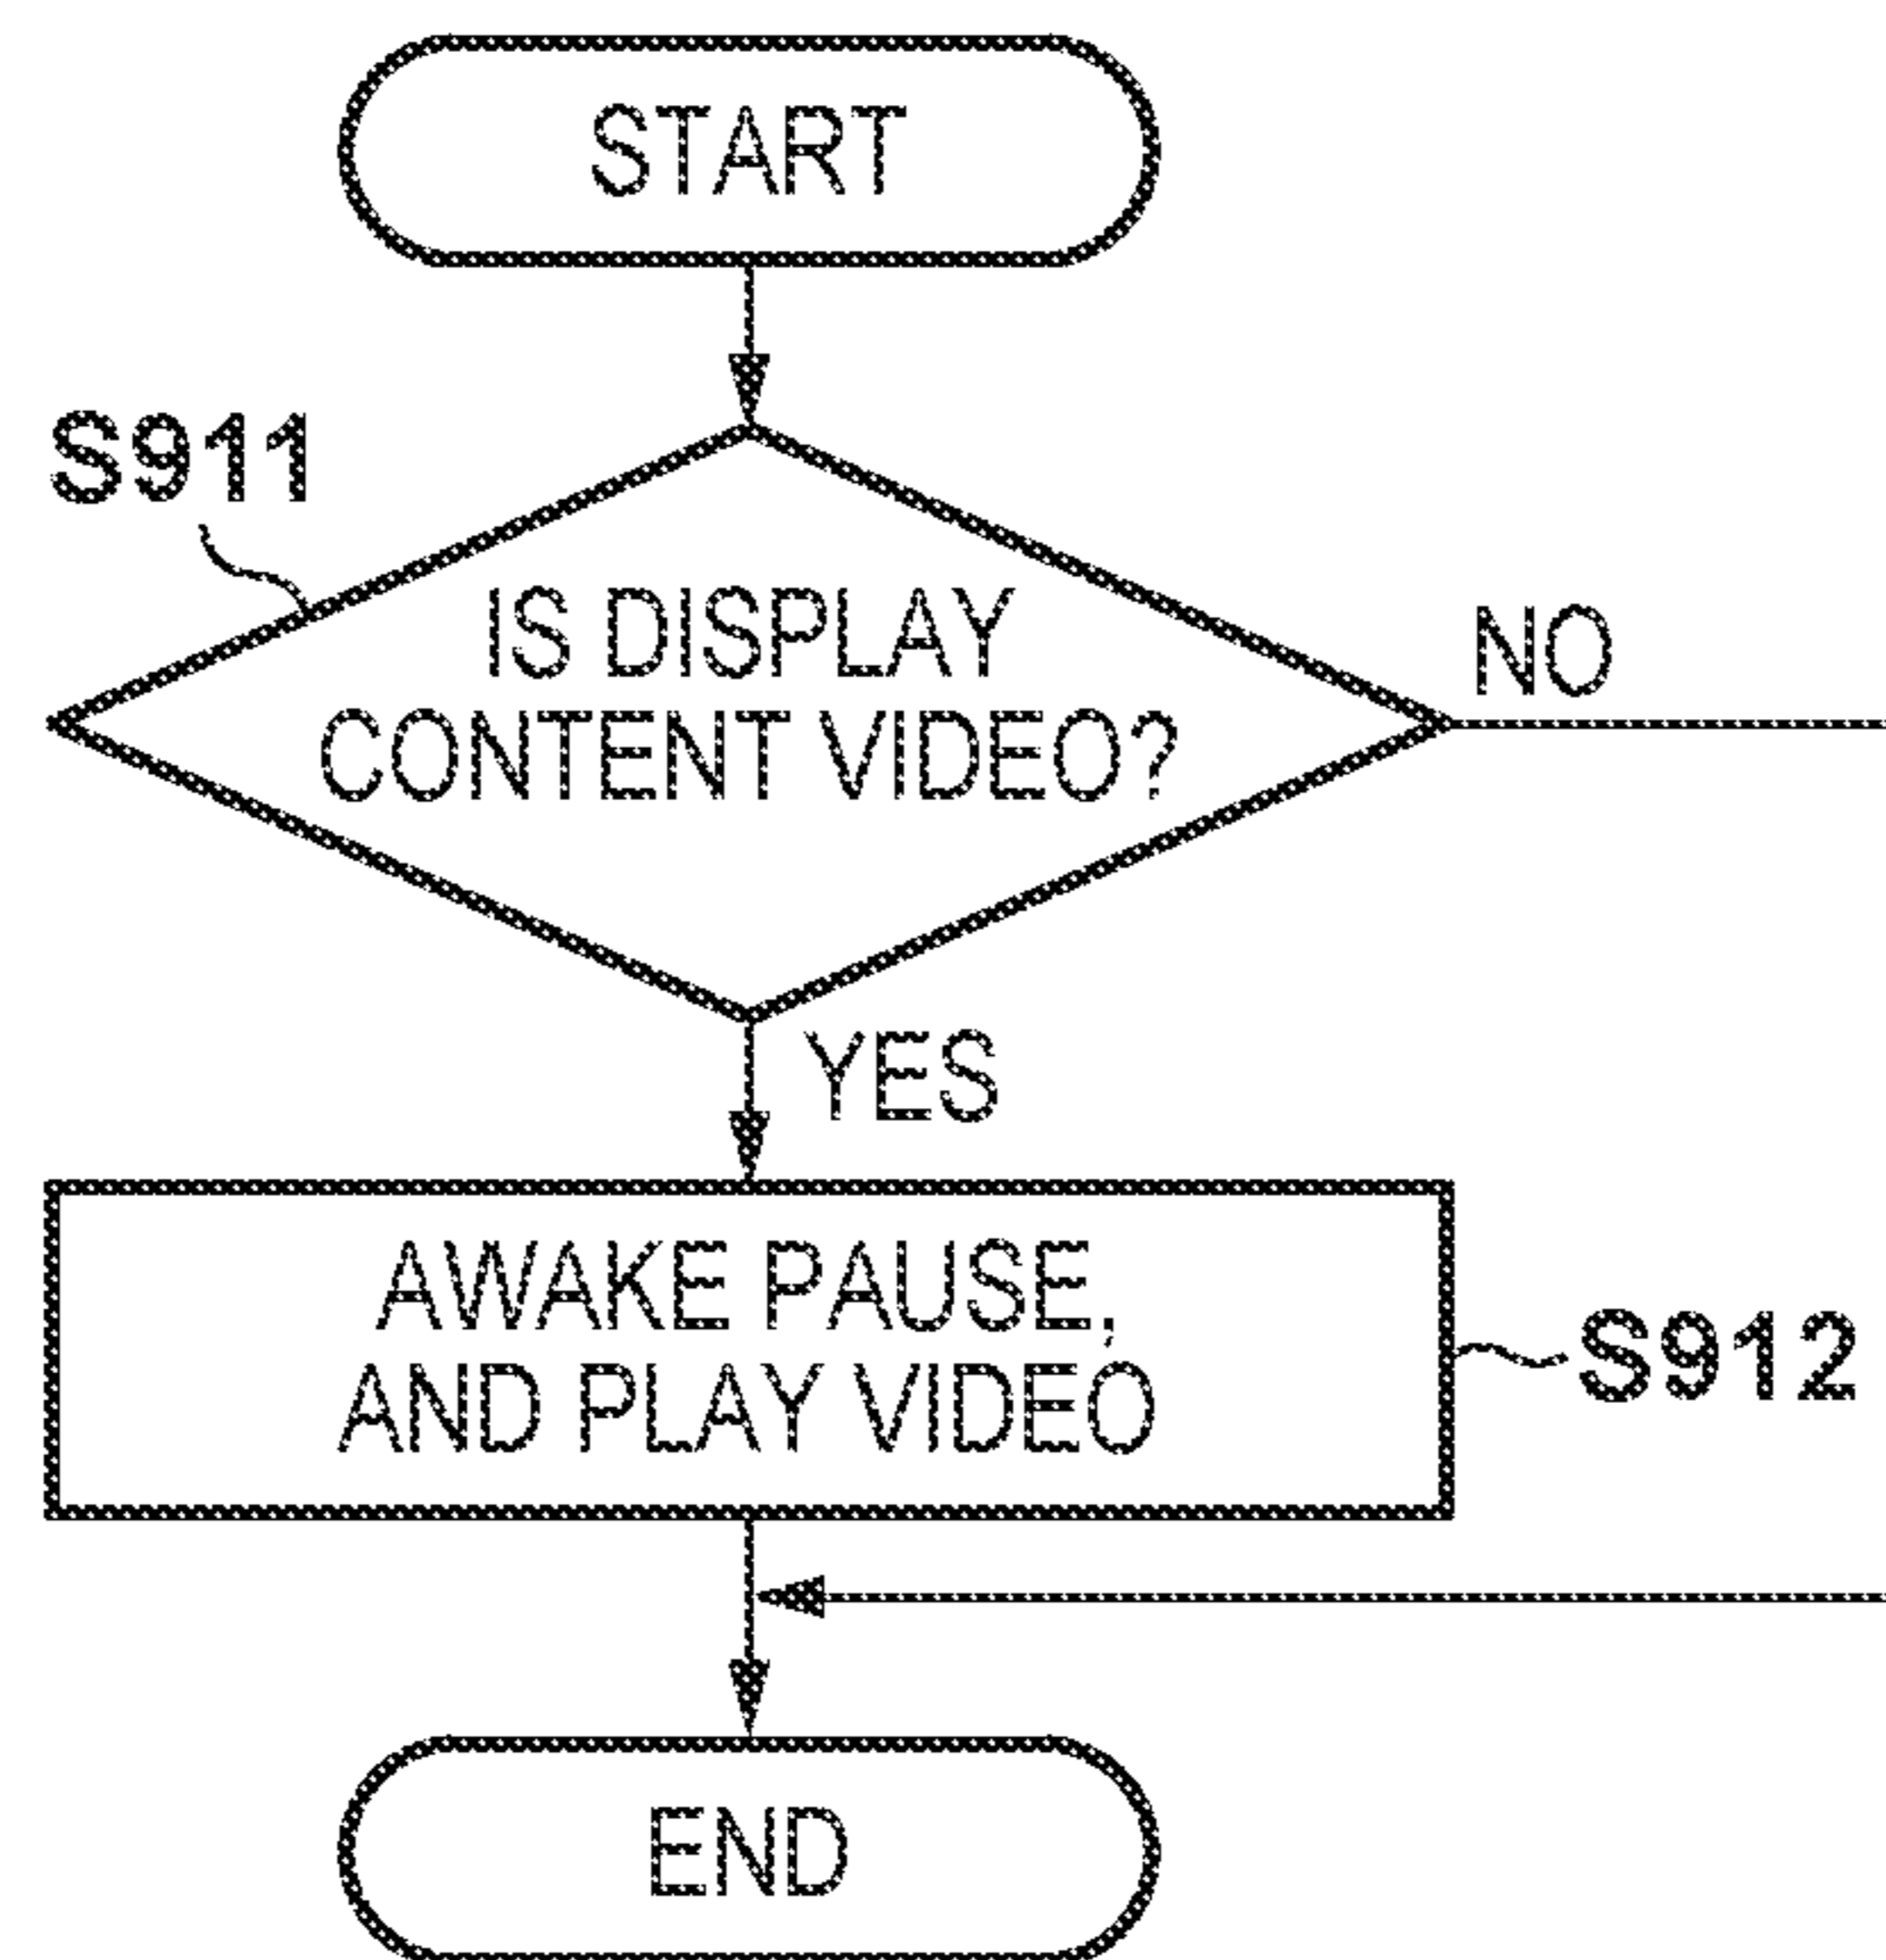 START
S911
IS DISPLAY
CONTENT VIDEO?
NO
YES
AWAKE PAUSE,
AND PLAY VIDEO
S912
END